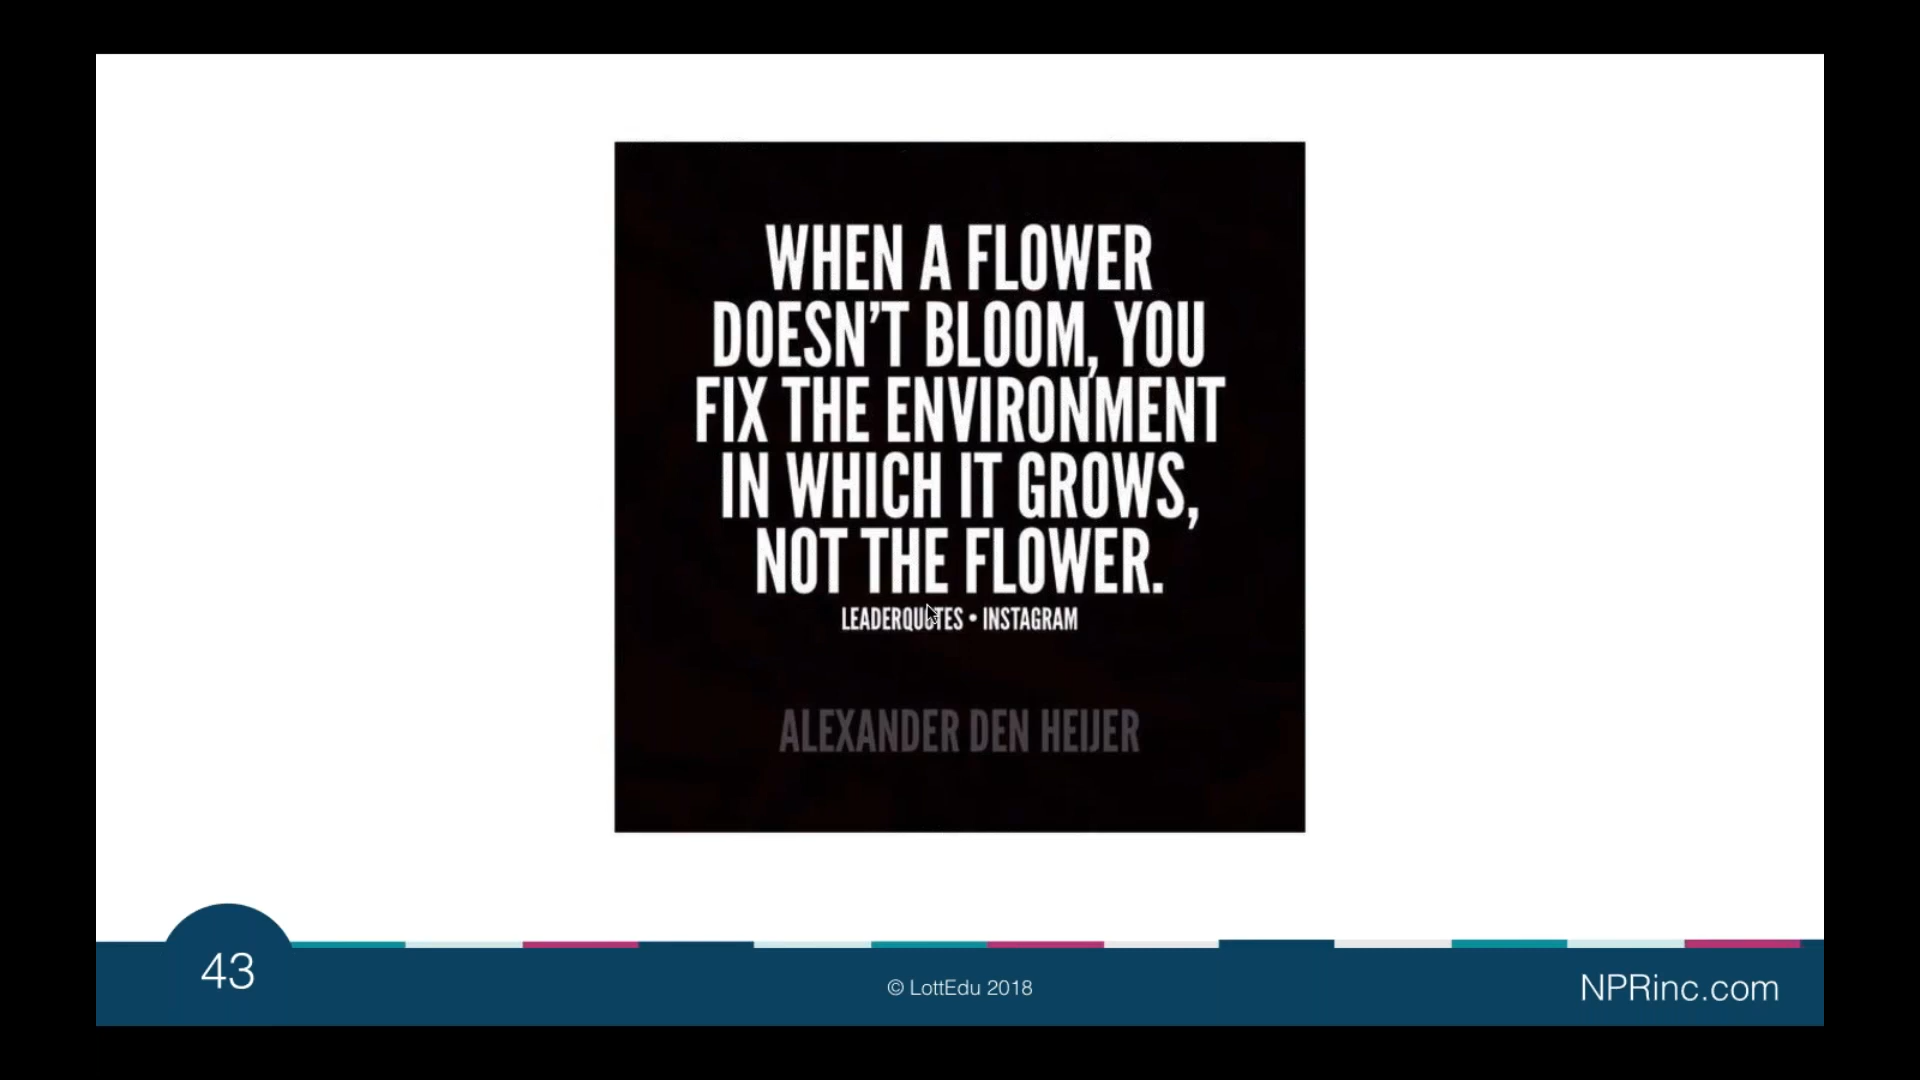 WHEN A FLOWER
DOESN'T BLOOM, YOU
FIX THE ENVIRONMENT
IN WHICH IT GROWS,
NOT THE FLOWER.
LEADERQUOTES • INSTAGRAM
ALEXANDER DEN HEIJER
43
© LottEdu 2018
NPRinc.com